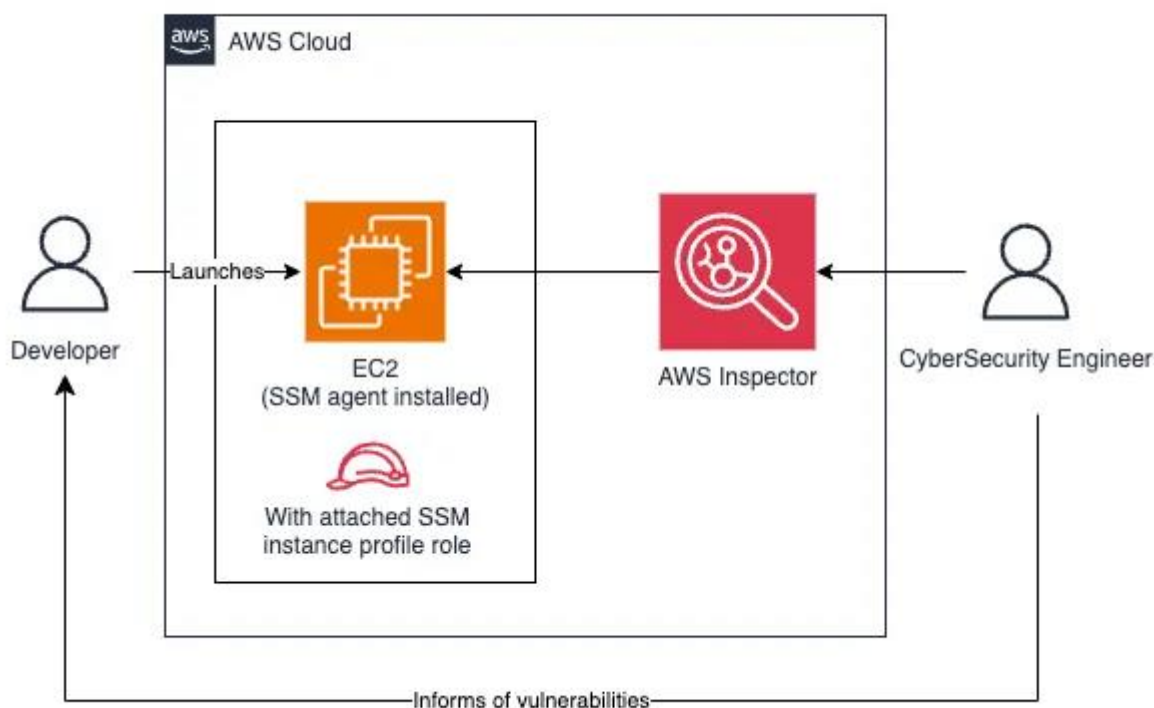 aws
AWS Cloud
Launches
Developer
EC2
(SSM agent installed)
With attached SSM
instance profile role
AWS Inspector
CyberSecurity Engineer
Informs of vulnerabilities